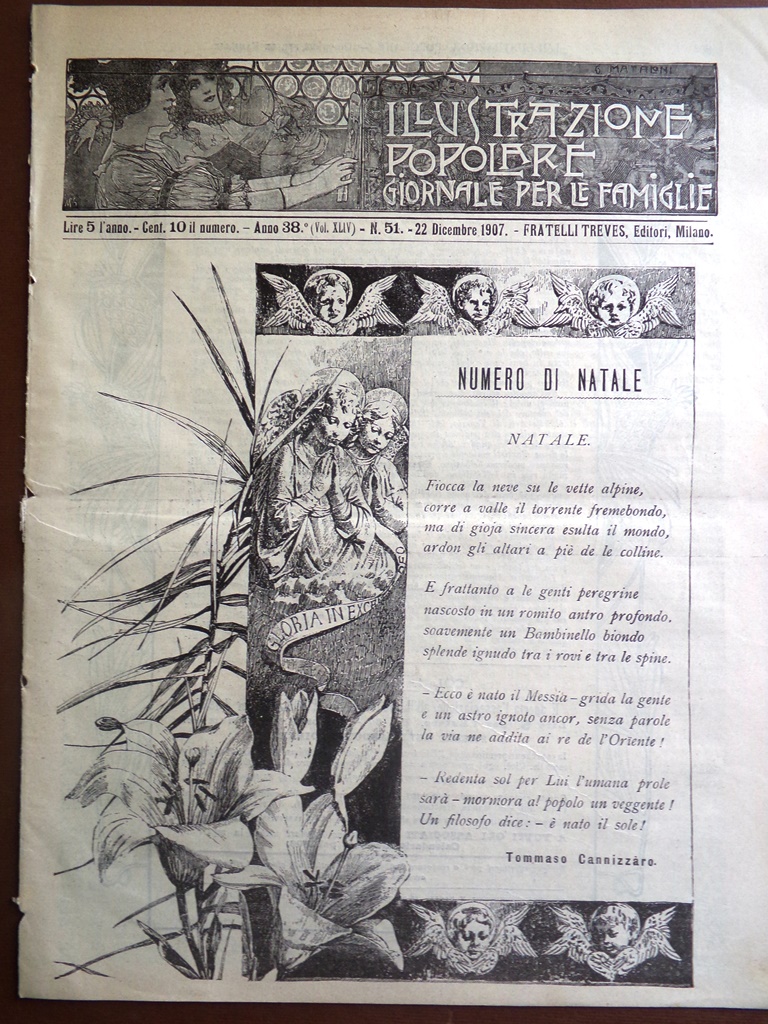 G. MATALONI
ILLUSTRAZIONE
POPOLARE
GIORNALE PER LE FAMIGLIE
Lire 5 l'anno. - Cent. 10 il numero. - Anno 38.° (Vol. XLIV) - N. 51. - 22 Dicembre 1907. - FRATELLI TREVES, Editori, Milano.
NUMERO DI NATALE
NATALE.
Fiocca la neve su le vette alpine,
corre a valle il torrente fremebondo,
ma di gioja sincera esulta il mondo,
ardon gli altari a piè de le colline.
E frattanto a le genti peregrine
nascosto in un romito antro profondo.
soavemente un Bambinello biondo
splende ignudo tra i rovi e tra le spine.
– Ecco è nato il Messia – grida la gente
e un astro ignoto ancor, senza parole
la via ne addita ai re de l'Oriente!
– Redenta sol per Lui l'umana prole
sarà – mormora al popolo un veggente!
Un filosofo dice: – è nato il sole!
Tommaso Cannizzàro.
GLORIA IN EXCE
DEO